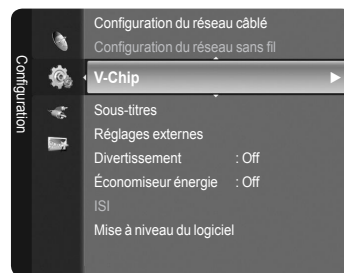 Configuration
Configuration du réseau câblé
Configuration du réseau sans fil
V-Chip
Sous-titres
Réglages externes
Divertissement : Off
Économiseur énergie : Off
ISI
Mise à niveau du logiciel